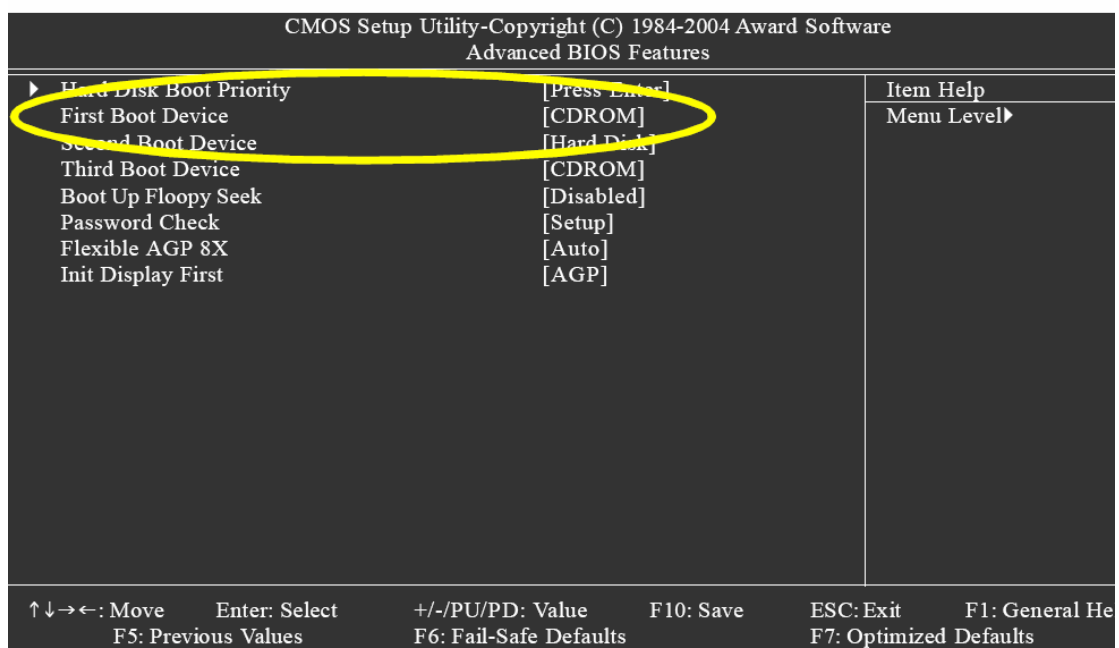 CMOS Setup Utility-Copyright (C) 1984-2004 Award Software
Advanced BIOS Features
Hard Disk Boot Priority [Press Enter] Item Help
First Boot Device [CDROM] Menu Level
Second Boot Device [Hard Disk]
Third Boot Device [CDROM]
Boot Up Floopy Seek [Disabled]
Password Check [Setup]
Flexible AGP 8X [Auto]
Init Display First [AGP]
↑↓→←: Move Enter: Select +/-/PU/PD: Value F10: Save ESC: Exit F1: General He
F5: Previous Values F6: Fail-Safe Defaults F7: Optimized Defaults